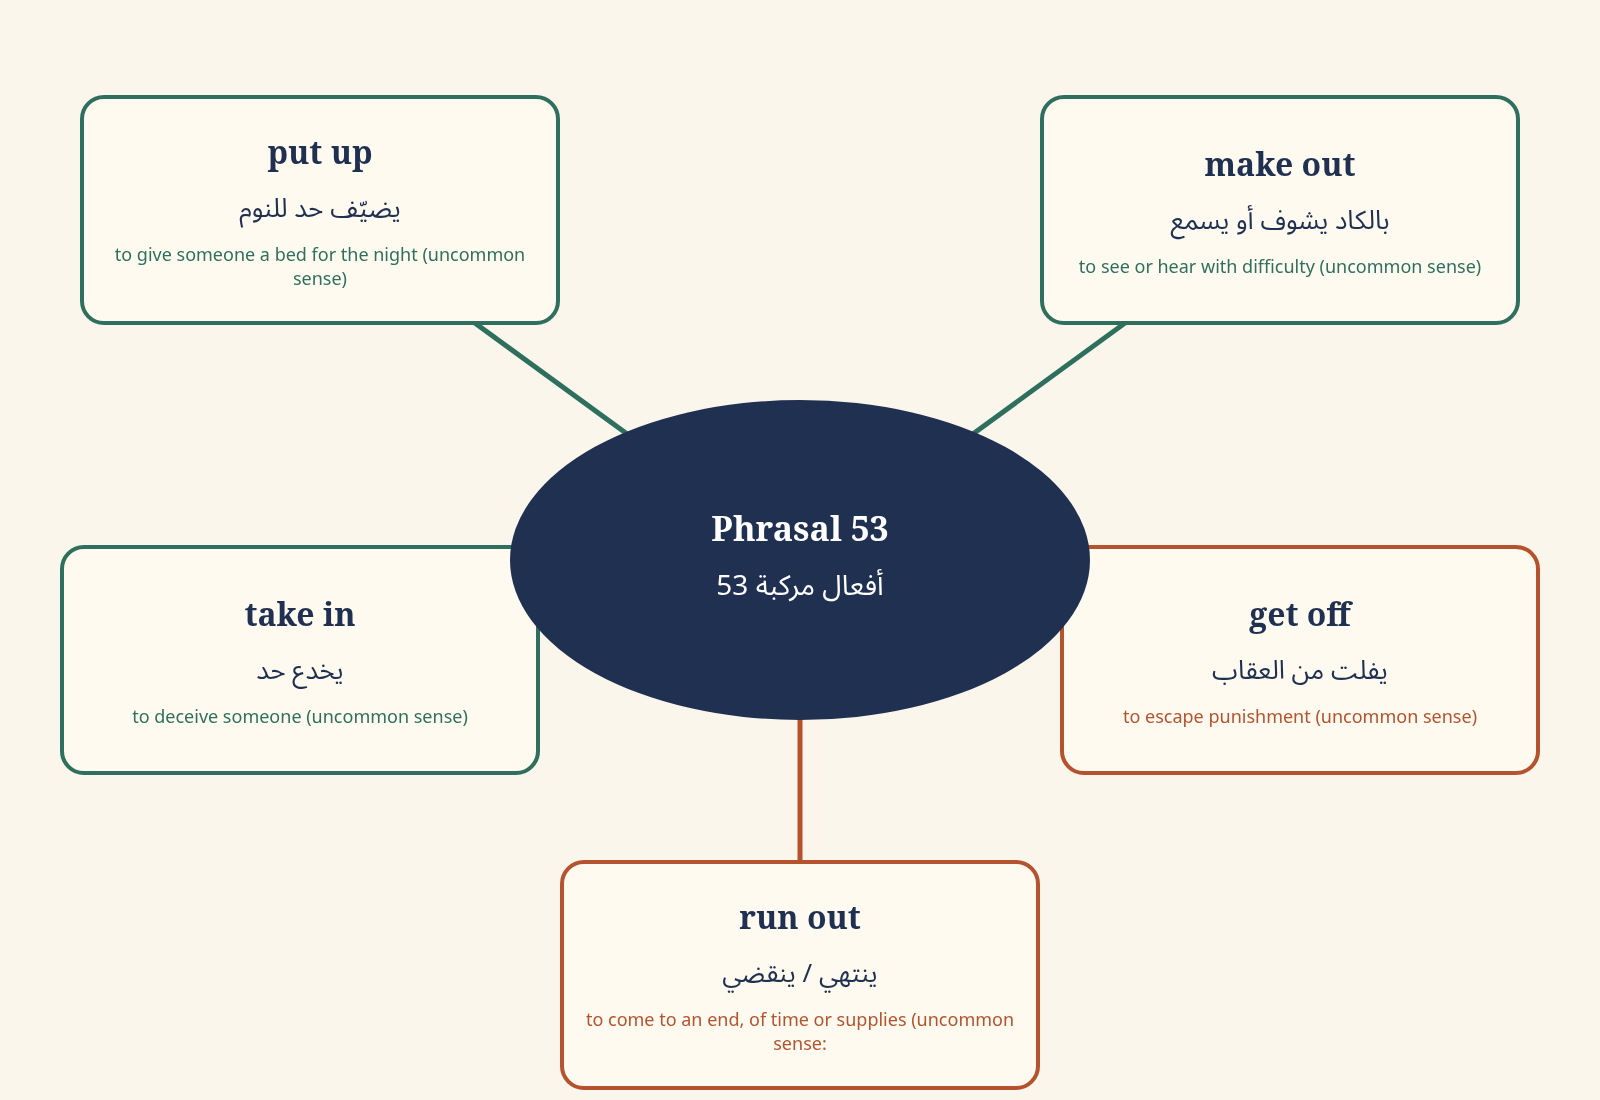 put up
يضيّف حد للنوم
to give someone a bed for the night (uncommon
sense)
make out
بالكاد يشوف أو يسمع
to see or hear with difficulty (uncommon sense)
Phrasal 53
أفعال مركبة 53
take in
يخدع حد
to deceive someone (uncommon sense)
get off
يفلت من العقاب
to escape punishment (uncommon sense)
run out
ينتهي / ينقضي
to come to an end, of time or supplies (uncommon
sense: